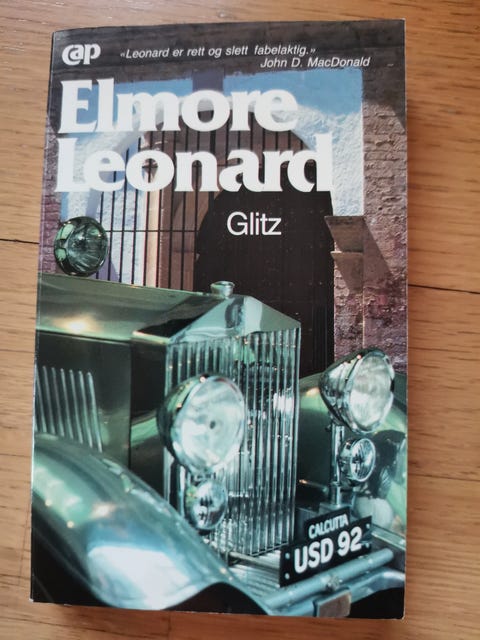 cap
«Leonard er rett og slett fabelaktig.»
John D. MacDonald
Elmore
Leonard
Glitz
CALCUTTA
USD 92